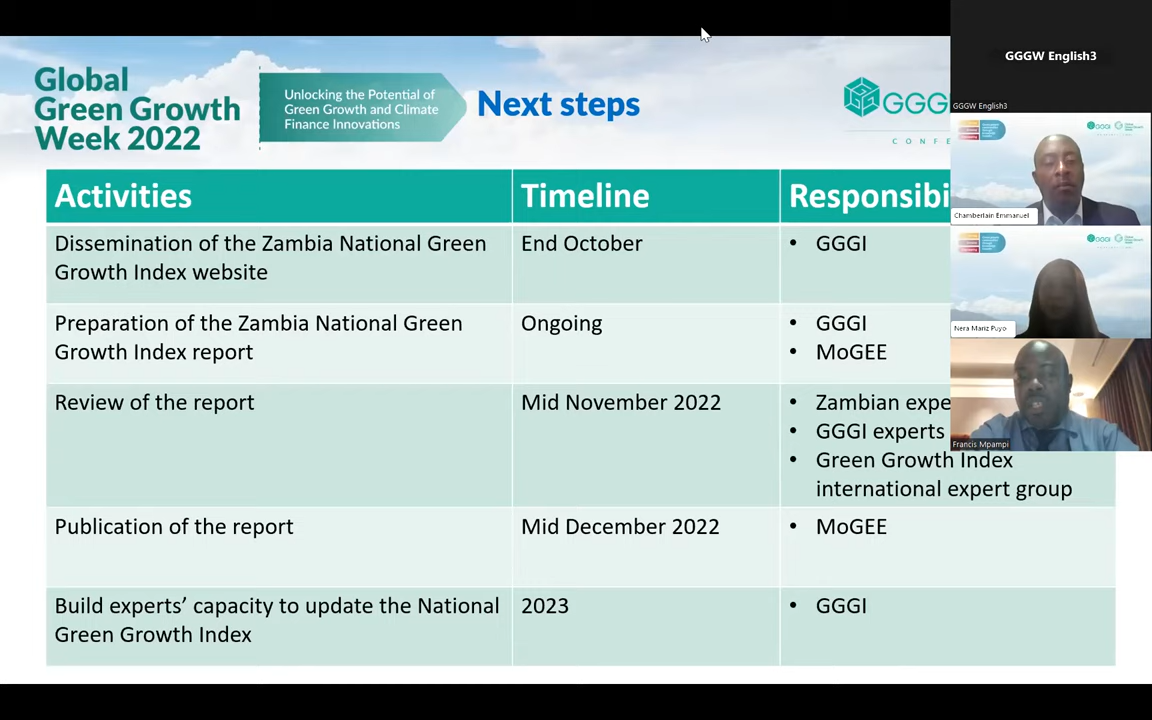 GGGW English3
GGGW English3
Global
Green Growth
Week 2022
Unlocking the Potential of
Green Growth and Climate
Finance Innovations
Next steps
GGG
CONFE
Chamberlain Emmanuel
Nera Mariz Puyo
Francis Mpampi
Activities
Timeline
Responsibi
Dissemination of the Zambia National Green
Growth Index website
End October
• GGGI
Preparation of the Zambia National Green
Growth Index report
Ongoing
• GGGI
• MoGEE
Review of the report
Mid November 2022
• Zambian expe
• GGGI experts
• Green Growth Index
international expert group
Publication of the report
Mid December 2022
• MoGEE
Build experts’ capacity to update the National
Green Growth Index
2023
• GGGI